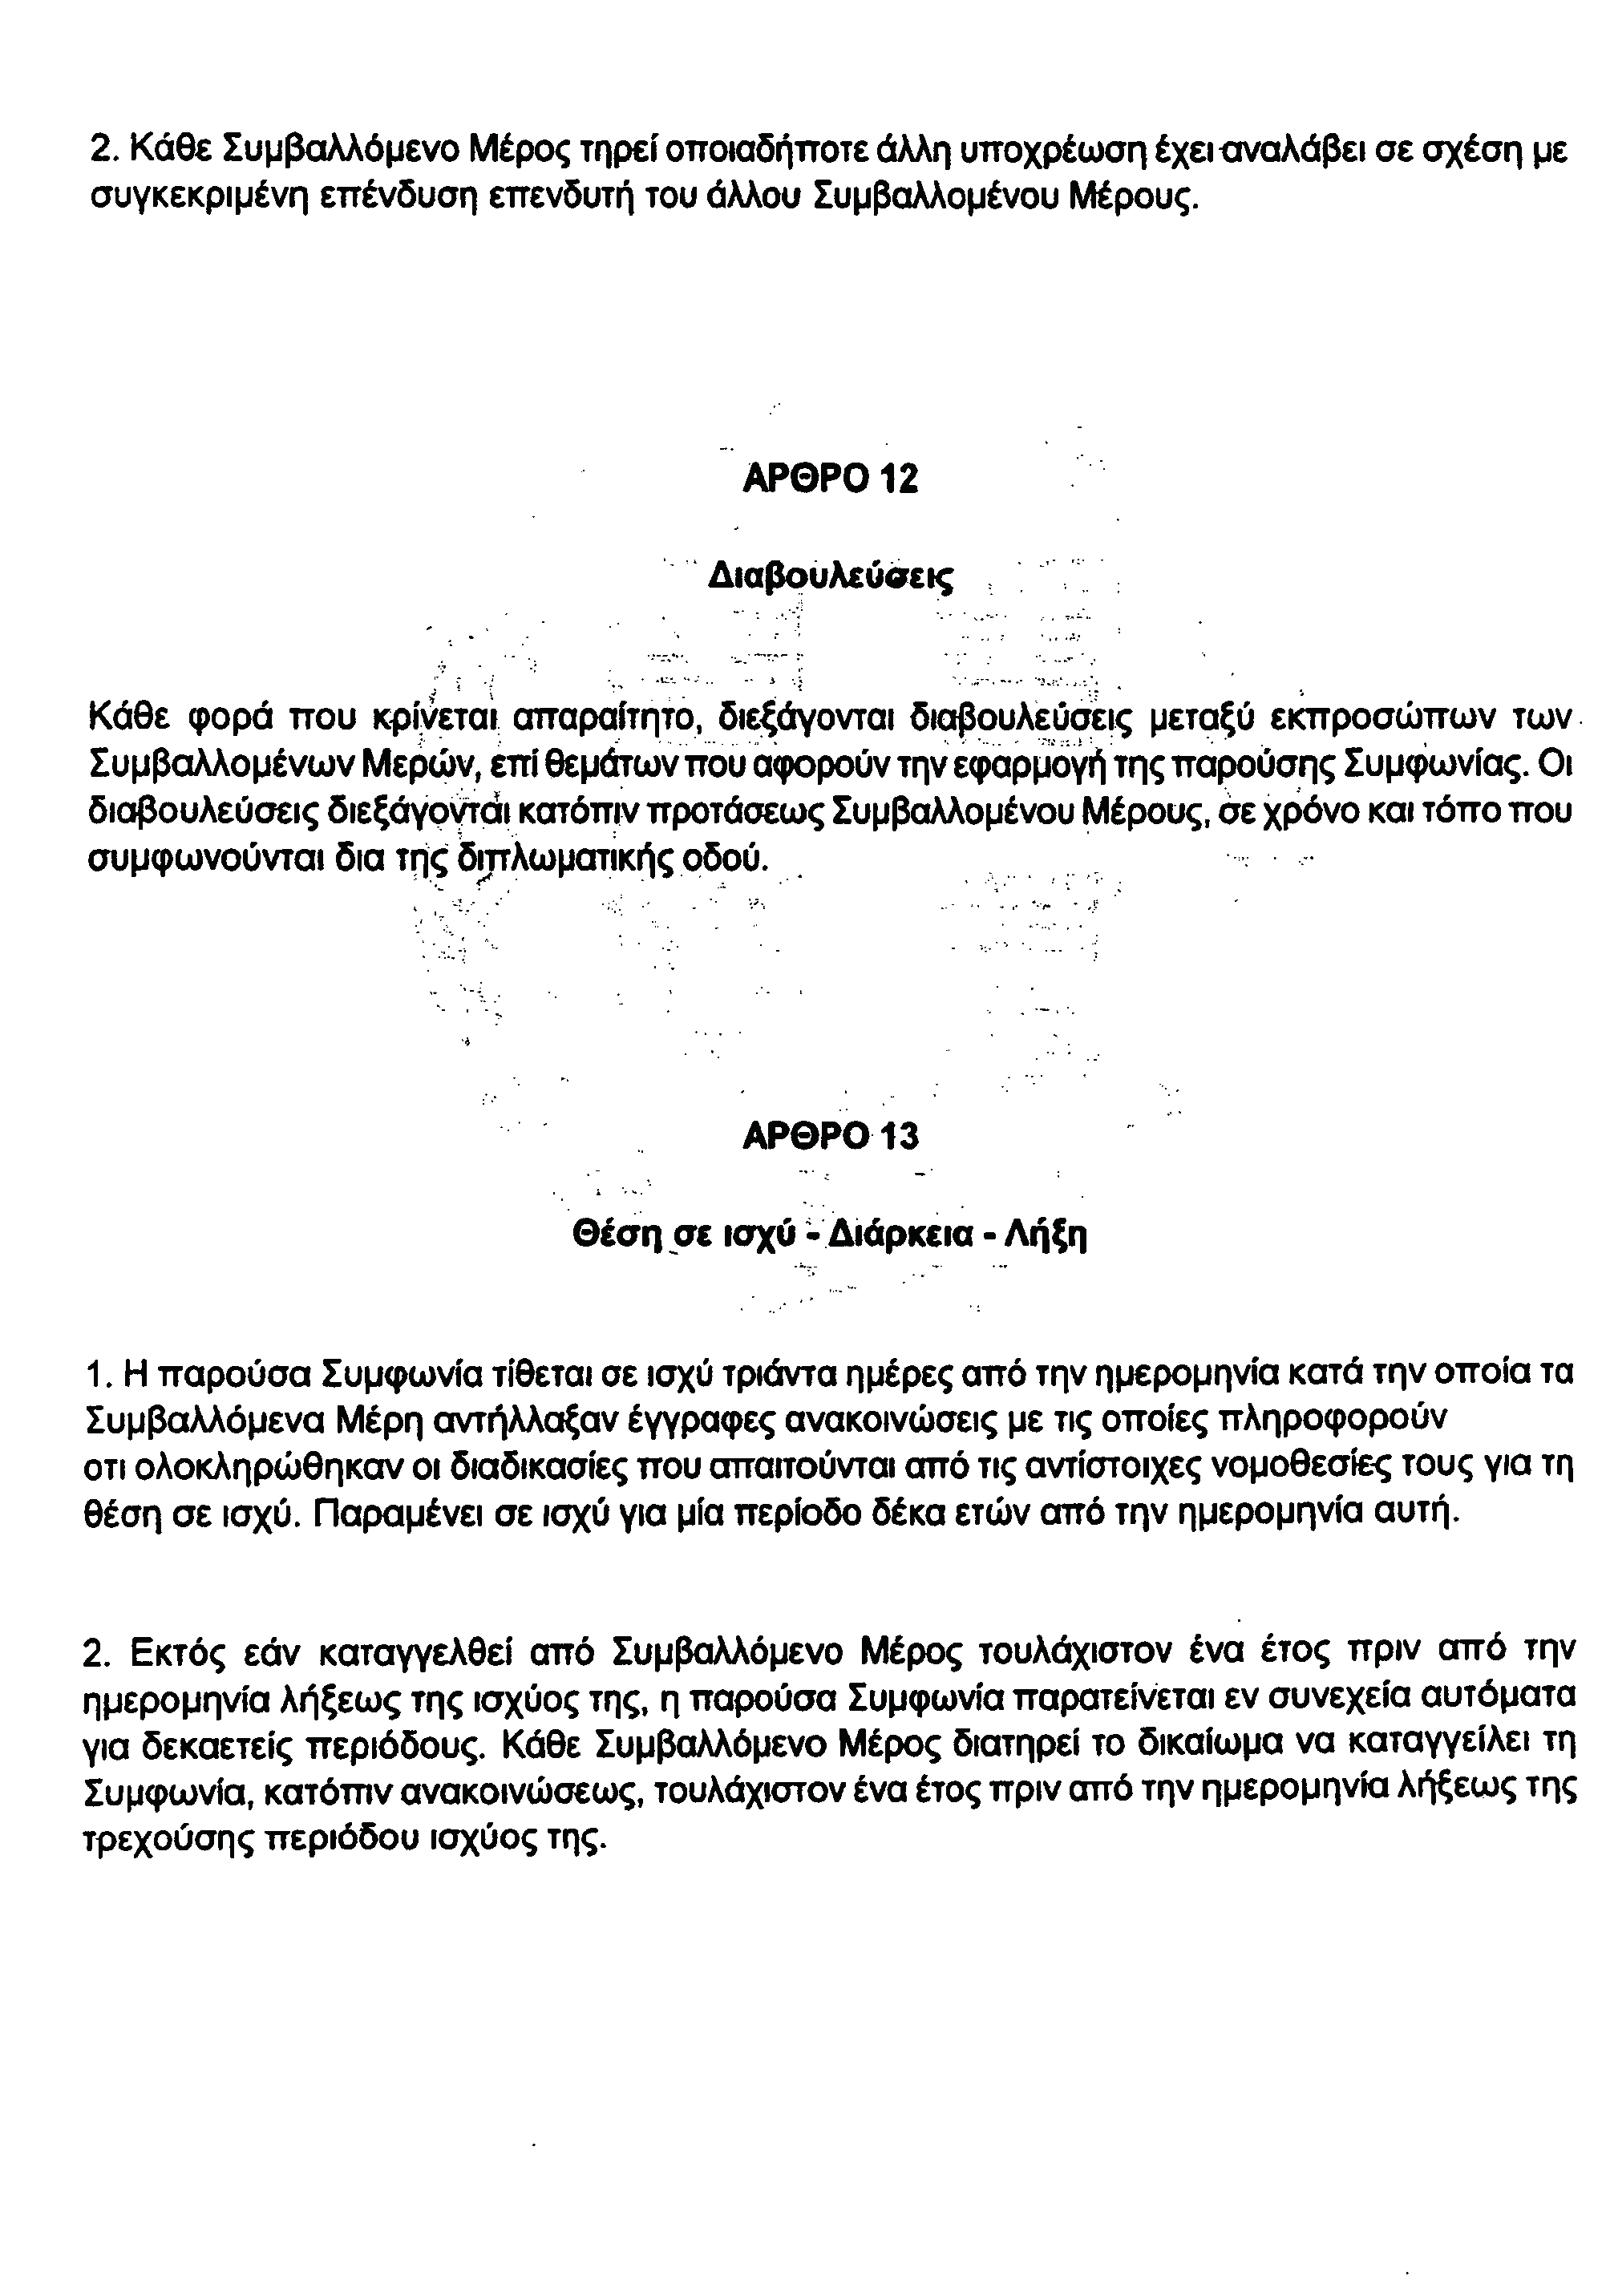 2. Κάθε Συμβαλλόμενο Μέρος τηρεί οποιαδήποτε άλλη υποχρέωση έχει αναλάβει σε σχέση με
συγκεκριμένη επένδυση επενδυτή του άλλου Συμβαλλομένου Μέρους.
ΑΡΘΡΟ 12
Διαβουλεύσεις
Κάθε φορά που κρίνεται απαραίτητο, διεξάγονται διαβουλεύσεις μεταξύ εκπροσώπων των
Συμβαλλομένων Μερών, επί θεμάτων που αφορούν την εφαρμογή της παρούσης Συμφωνίας. Οι
διαβουλεύσεις διεξάγονται κατόπιν προτάσεως Συμβαλλομένου Μέρους, σε χρόνο και τόπο που
συμφωνούνται δια της διπλωματικής οδού.
ΑΡΘΡΟ 13
Θέση σε ισχύ - Διάρκεια - Λήξη
1. Η παρούσα Συμφωνία τίθεται σε ισχύ τριάντα ημέρες από την ημερομηνία κατά την οποία τα
Συμβαλλόμενα Μέρη αντήλλαξαν έγγραφες ανακοινώσεις με τις οποίες πληροφορούν
οτι ολοκληρώθηκαν οι διαδικασίες που απαιτούνται από τις αντίστοιχες νομοθεσίες τους για τη
θέση σε ισχύ. Παραμένει σε ισχύ για μία περίοδο δέκα ετών από την ημερομηνία αυτή.
2. Εκτός εάν καταγγελθεί από Συμβαλλόμενο Μέρος τουλάχιστον ένα έτος πριν από την
ημερομηνία λήξεως της ισχύος της, η παρούσα Συμφωνία παρατείνεται εν συνεχεία αυτόματα
για δεκαετείς περιόδους. Κάθε Συμβαλλόμενο Μέρος διατηρεί το δικαίωμα να καταγγείλει τη
Συμφωνία, κατόπιν ανακοινώσεως, τουλάχιστον ένα έτος πριν από την ημερομηνία λήξεως της
τρεχούσης περιόδου ισχύος της.